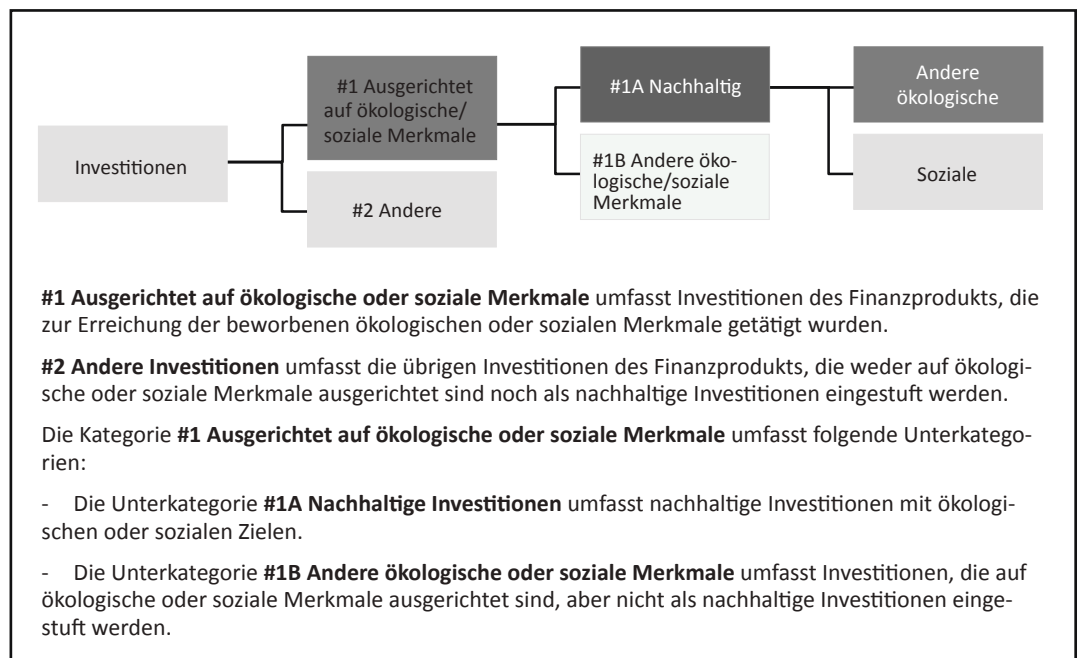 Investitionen
#1 Ausgerichtet
auf ökologische/
soziale Merkmale
#2 Andere
#1A Nachhaltig
#1B Andere öko-
logische/soziale
Merkmale
Andere
ökologische
Soziale
#1 Ausgerichtet auf ökologische oder soziale Merkmale umfasst Investitionen des Finanzprodukts, die
zur Erreichung der beworbenen ökologischen oder sozialen Merkmale getätigt wurden.
#2 Andere Investitionen umfasst die übrigen Investitionen des Finanzprodukts, die weder auf ökologi-
sche oder soziale Merkmale ausgerichtet sind noch als nachhaltige Investitionen eingestuft werden.
Die Kategorie #1 Ausgerichtet auf ökologische oder soziale Merkmale umfasst folgende Unterkatego-
rien:
- Die Unterkategorie #1A Nachhaltige Investitionen umfasst nachhaltige Investitionen mit ökologi-
schen oder sozialen Zielen.
- Die Unterkategorie #1B Andere ökologische oder soziale Merkmale umfasst Investitionen, die auf
ökologische oder soziale Merkmale ausgerichtet sind, aber nicht als nachhaltige Investitionen einge-
stuft werden.